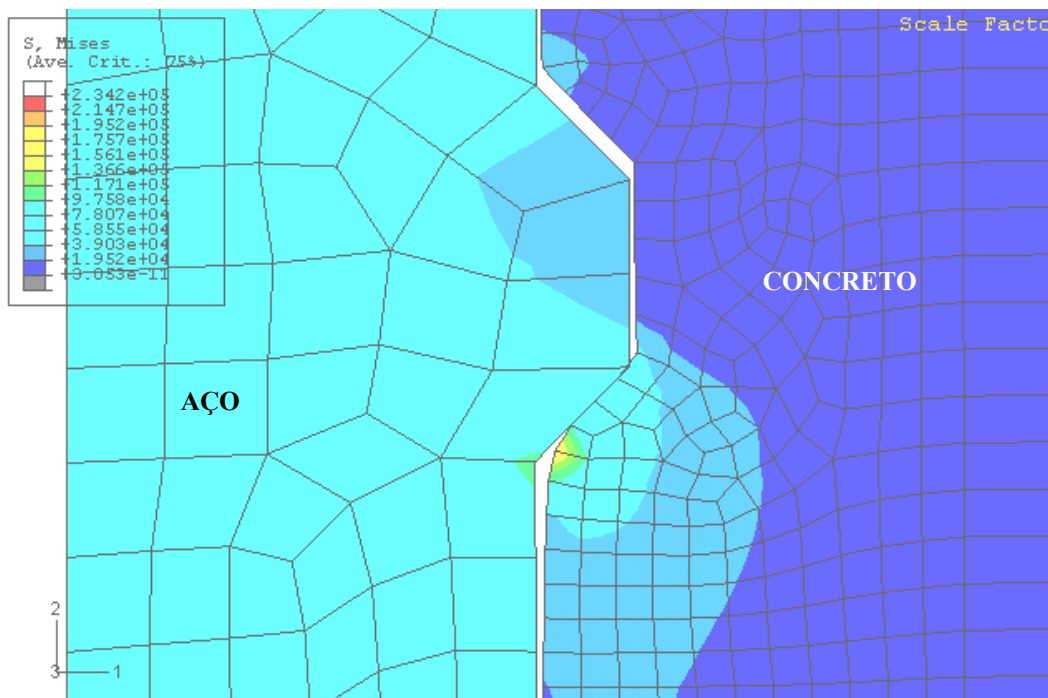 S, Mises
(Ave. Crit.: 75%)
+2.342e+05
+2.147e+05
+1.952e+05
+1.757e+05
+1.561e+05
+1.366e+05
+1.171e+05
+9.758e+04
+7.807e+04
+5.855e+04
+3.903e+04
+1.952e+04
+3.053e-11
Scale Facto
CONCRETO
AÇO
2
3
1